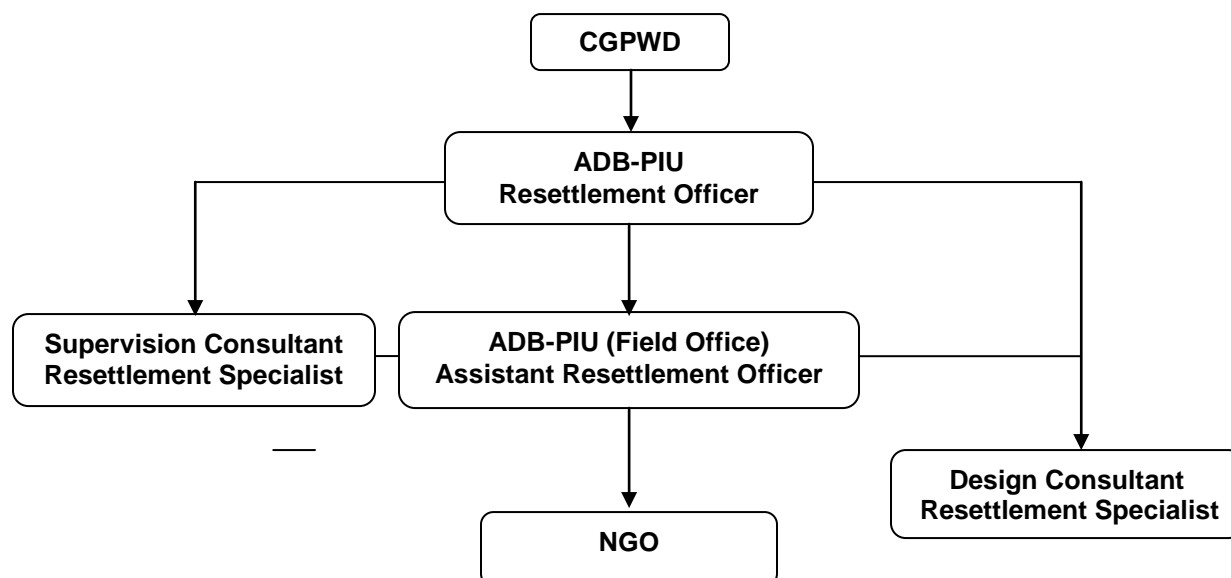 CGPWD
ADB-PIU
Resettlement Officer
Supervision Consultant
Resettlement Specialist
ADB-PIU (Field Office)
Assistant Resettlement Officer
Design Consultant
Resettlement Specialist
NGO